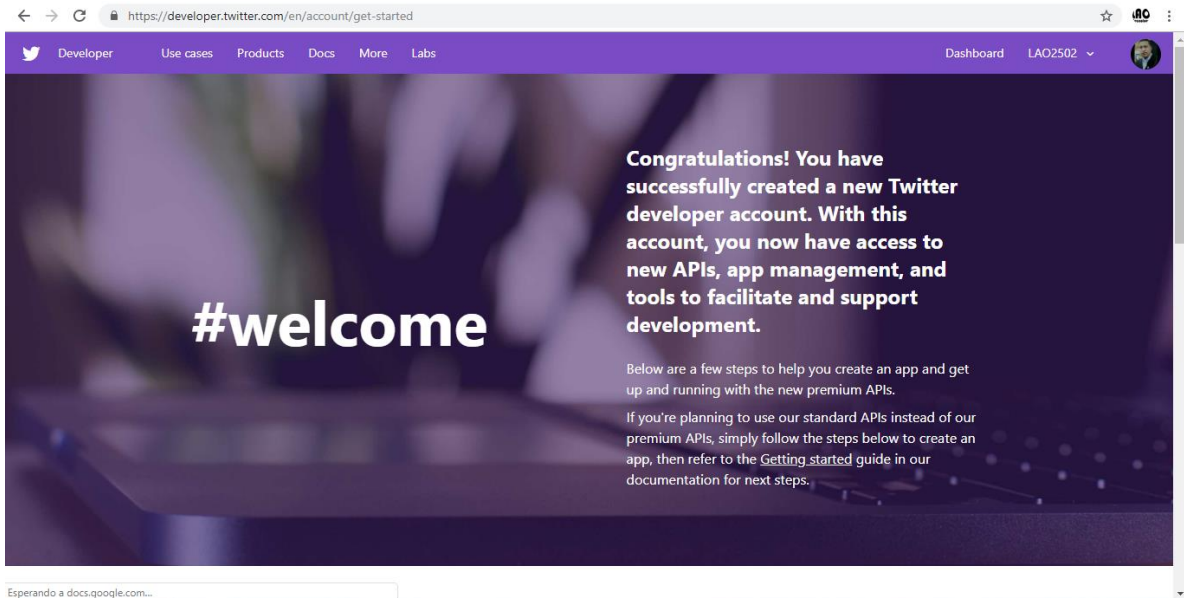 https://developer.twitter.com/en/account/get-started
Developer Use cases Products Docs More Labs Dashboard LAO2502
#welcome
Congratulations! You have
successfully created a new Twitter
developer account. With this
account, you now have access to
new APIs, app management, and
tools to facilitate and support
development.
Below are a few steps to help you create an app and get
up and running with the new premium APIs.
If you're planning to use our standard APIs instead of our
premium APIs, simply follow the steps below to create an
app, then refer to the Getting started guide in our
documentation for next steps.
Esperando a docs.google.com...